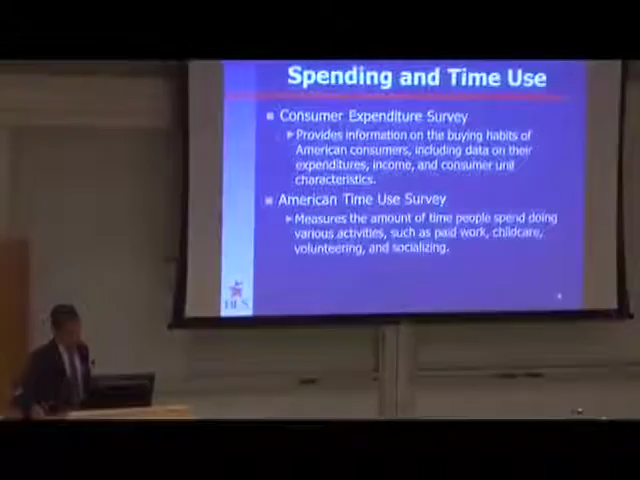 Spending and Time Use
Consumer Expenditure Survey
Provides information on the buying habits of
American consumers, including data on their
expenditures, income, and consumer unit
characteristics.
American Time Use Survey
Measures the amount of time people spend doing
various activities, such as paid work, childcare,
volunteering, and socializing.
BLS